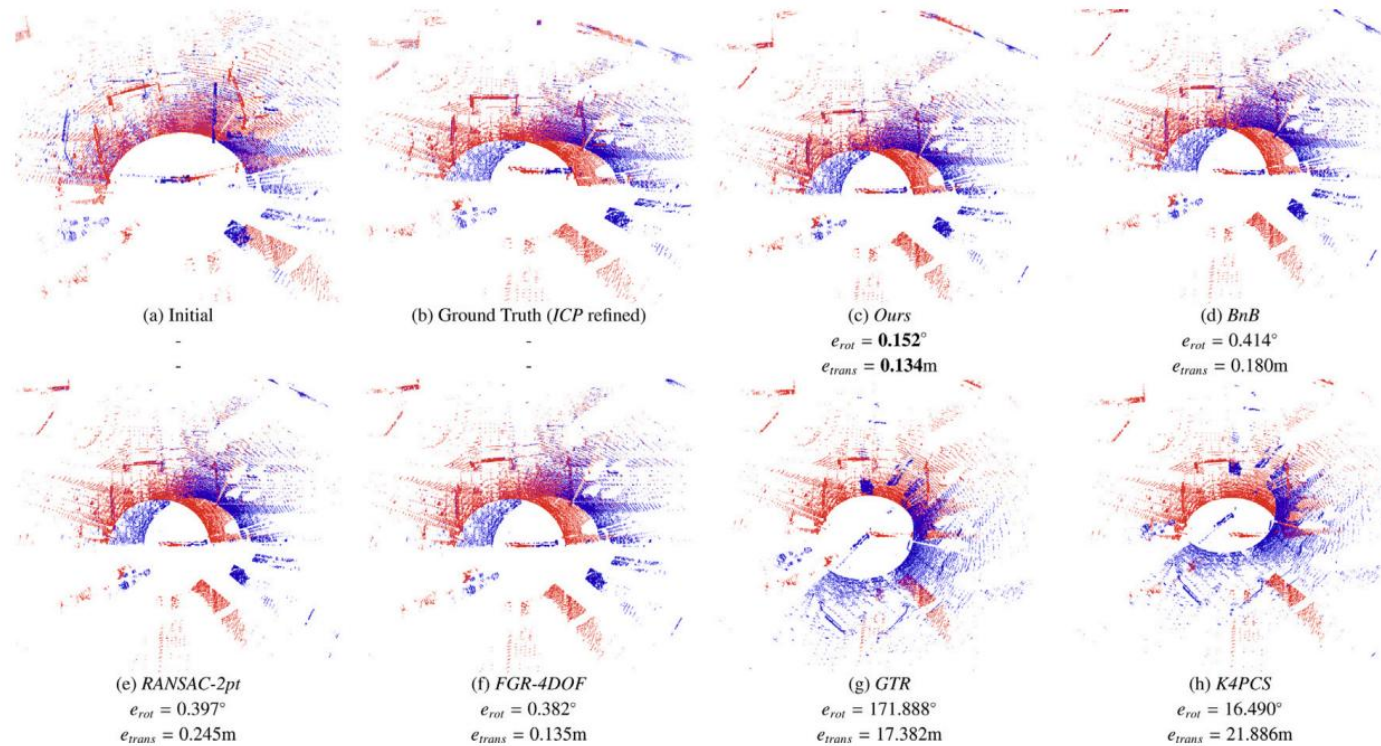 (a) Initial
-
-
(b) Ground Truth (ICP refined)
-
-
(c) Ours
e_rot = 0.152°
e_trans = 0.134m
(d) BnB
e_rot = 0.414°
e_trans = 0.180m
(e) RANSAC-2pt
e_rot = 0.397°
e_trans = 0.245m
(f) FGR-4DOF
e_rot = 0.382°
e_trans = 0.135m
(g) GTR
e_rot = 171.888°
e_trans = 17.382m
(h) K4PCS
e_rot = 16.490°
e_trans = 21.886m